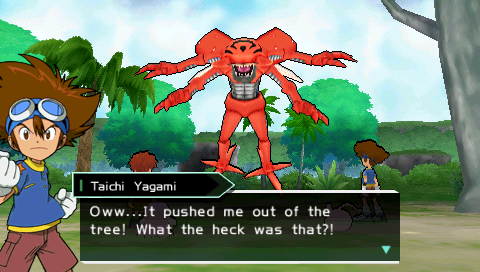 Taichi Yagami
Oww...It pushed me out of the
tree! What the heck was that?!